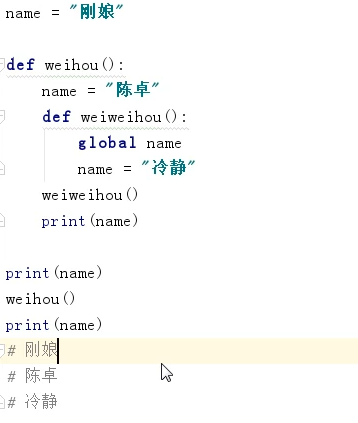 name = "刚娘"
def weihou():
    name = "陈卓"
    def weiweihou():
        global name
        name = "冷静"
    weiweihou()
    print(name)
print(name)
weihou()
print(name)
# 刚娘
# 陈卓
# 冷静